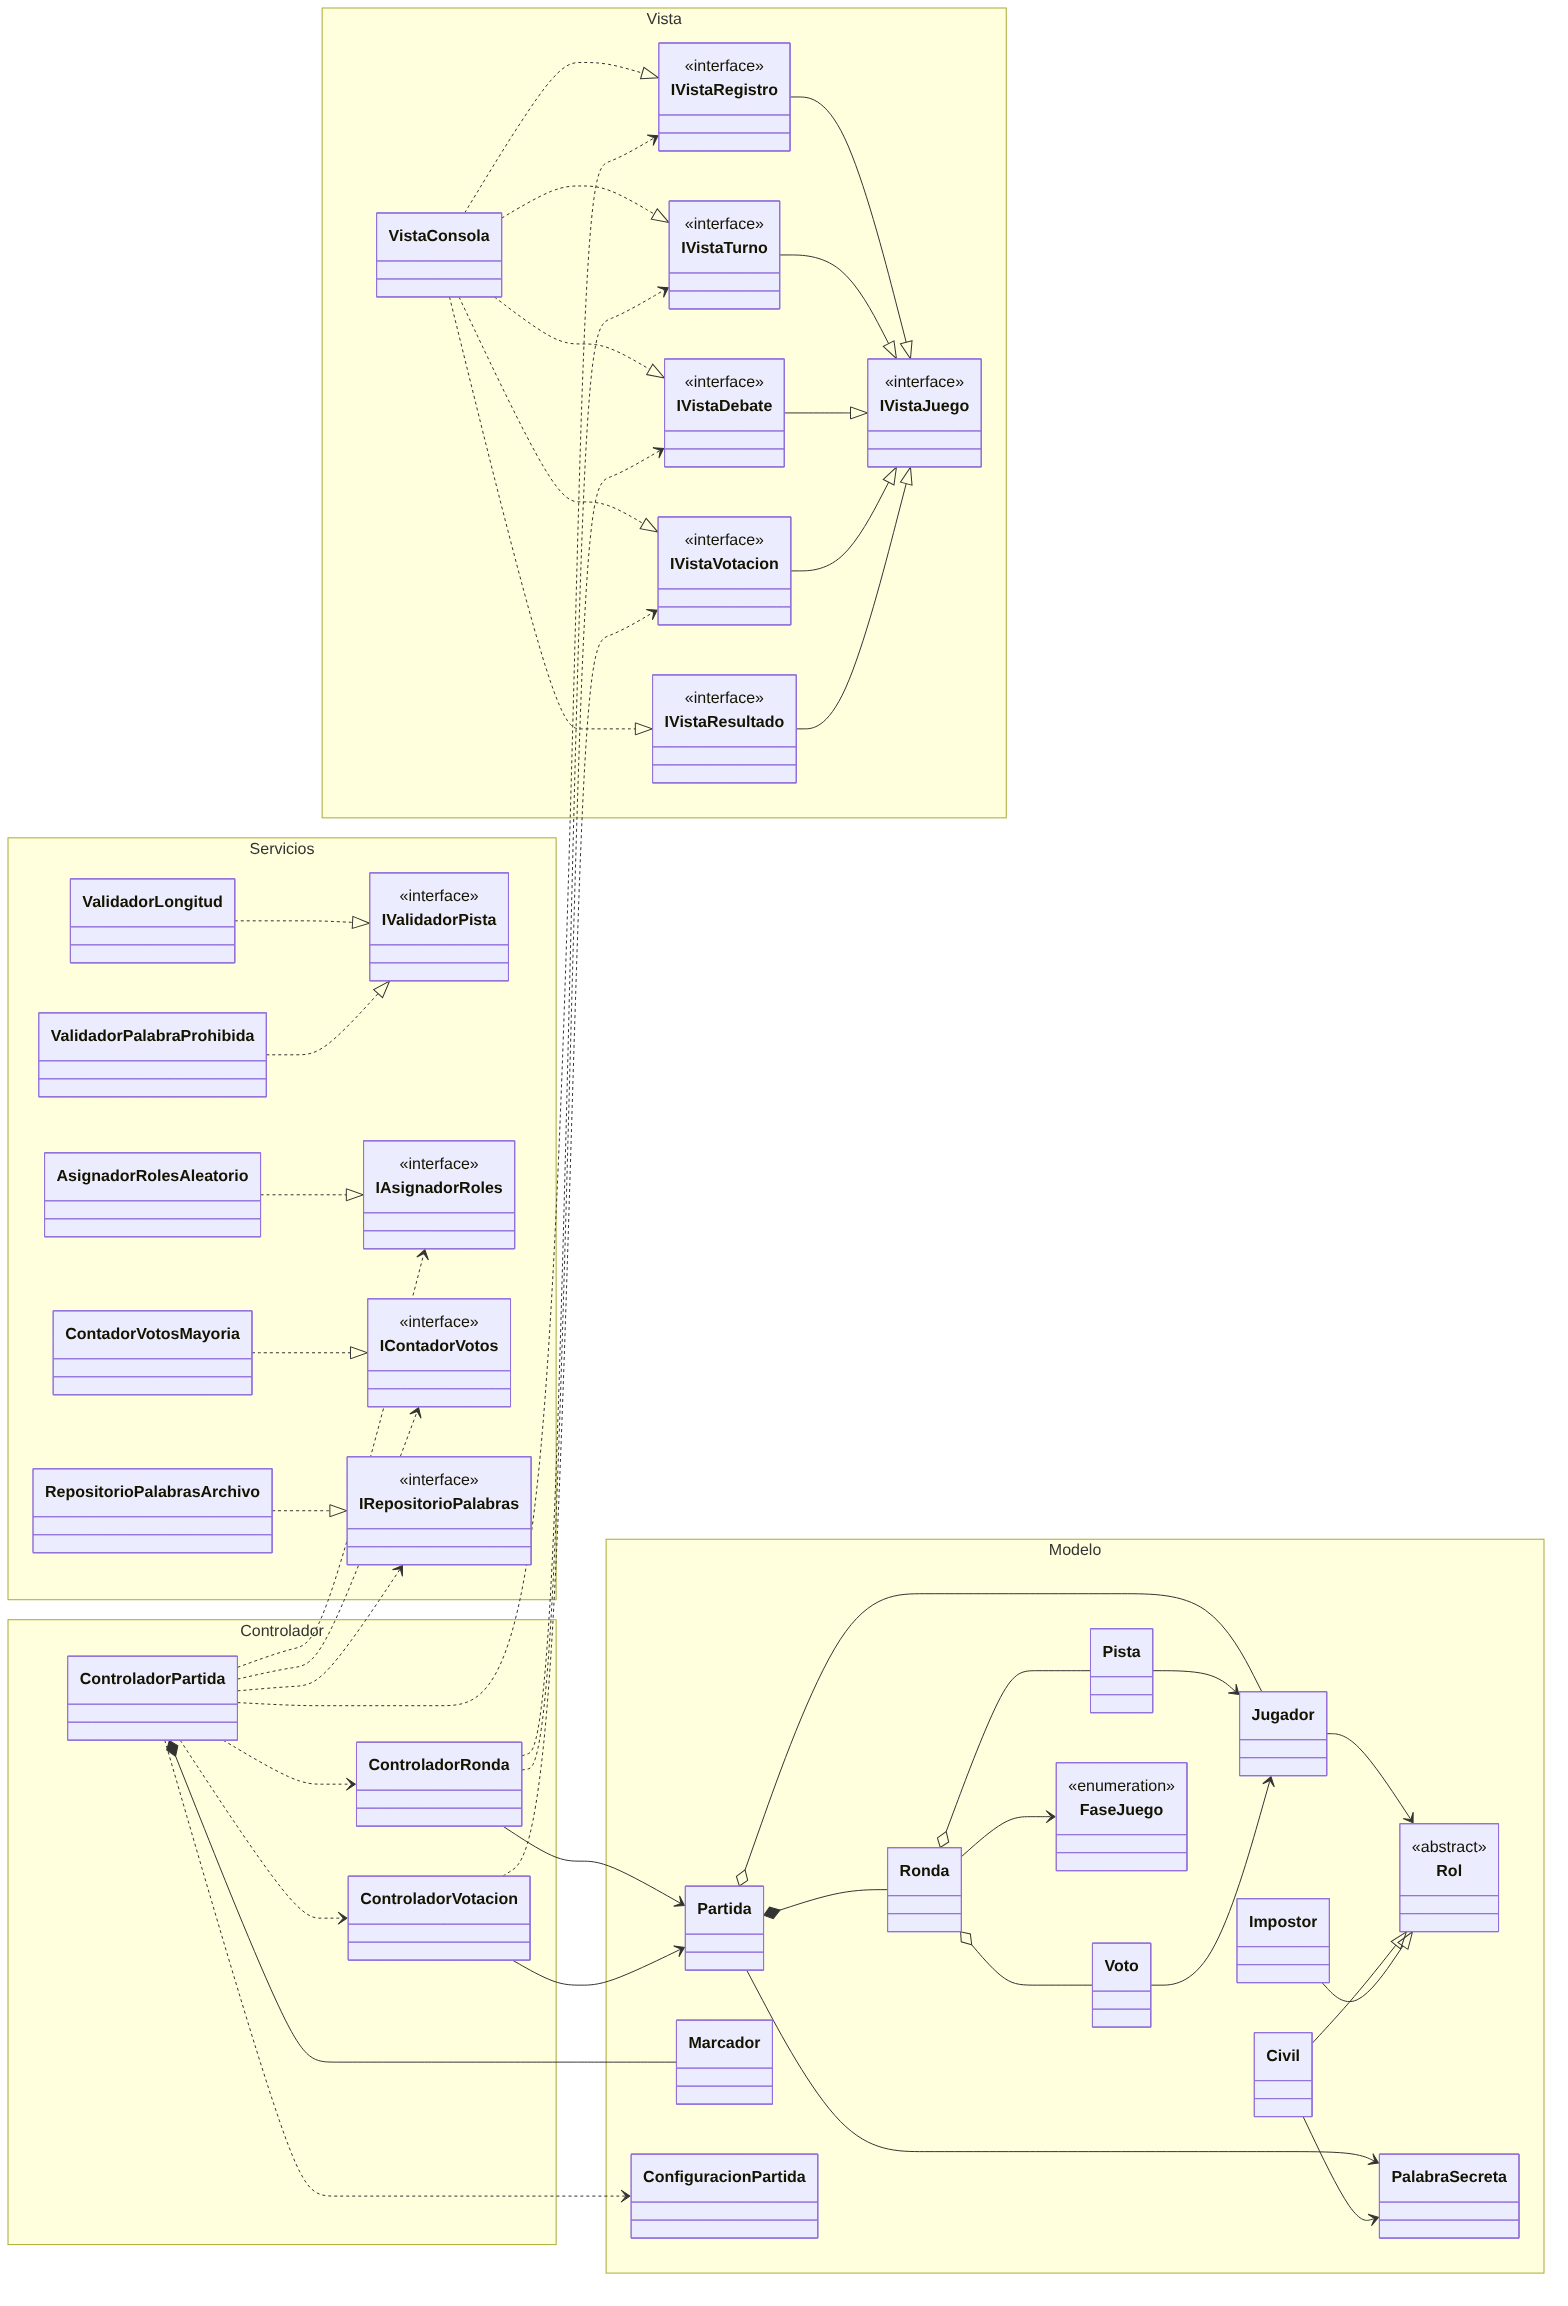 Vista
«interface»
IVistaRegistro
VistaConsola
«interface»
IVistaTurno
«interface»
IVistaDebate
«interface»
IVistaJuego
«interface»
IVistaVotacion
«interface»
IVistaResultado
Servicios
ValidadorLongitud
«interface»
IValidadorPista
ValidadorPalabraProhibida
AsignadorRolesAleatorio
«interface»
IAsignadorRoles
ContadorVotosMayoria
«interface»
IContadorVotos
RepositorioPalabrasArchivo
«interface»
IRepositorioPalabras
Controlador
ControladorPartida
ControladorRonda
ControladorVotacion
Modelo
Pista
Jugador
«enumeration»
FaseJuego
Ronda
Partida
«abstract»
Rol
Impostor
Voto
Marcador
Civil
ConfiguracionPartida
PalabraSecreta